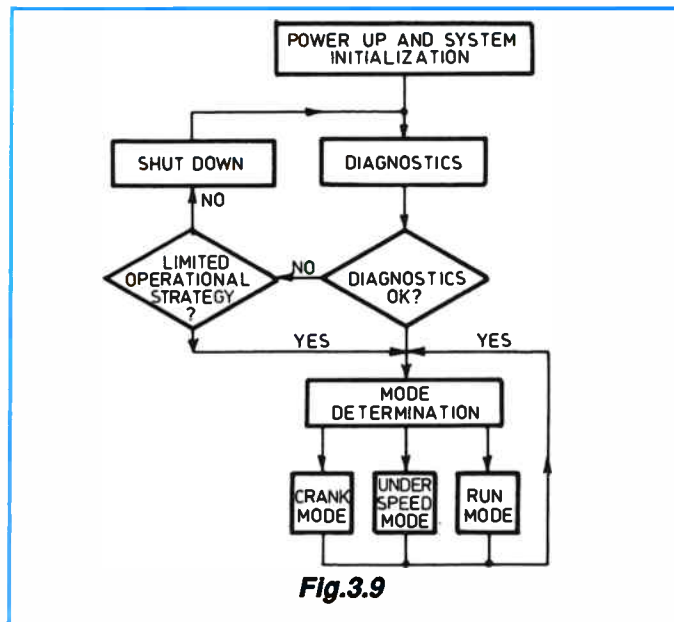 POWER UP AND SYSTEM
INITIALIZATION
SHUT DOWN
DIAGNOSTICS
NO
LIMITED
OPERATIONAL
STRATEGY
?
NO
DIAGNOSTICS
OK?
YES
YES
MODE
DETERMINATION
CRANK
MODE
UNDER
SPEED
MODE
RUN
MODE
Fig.3.9